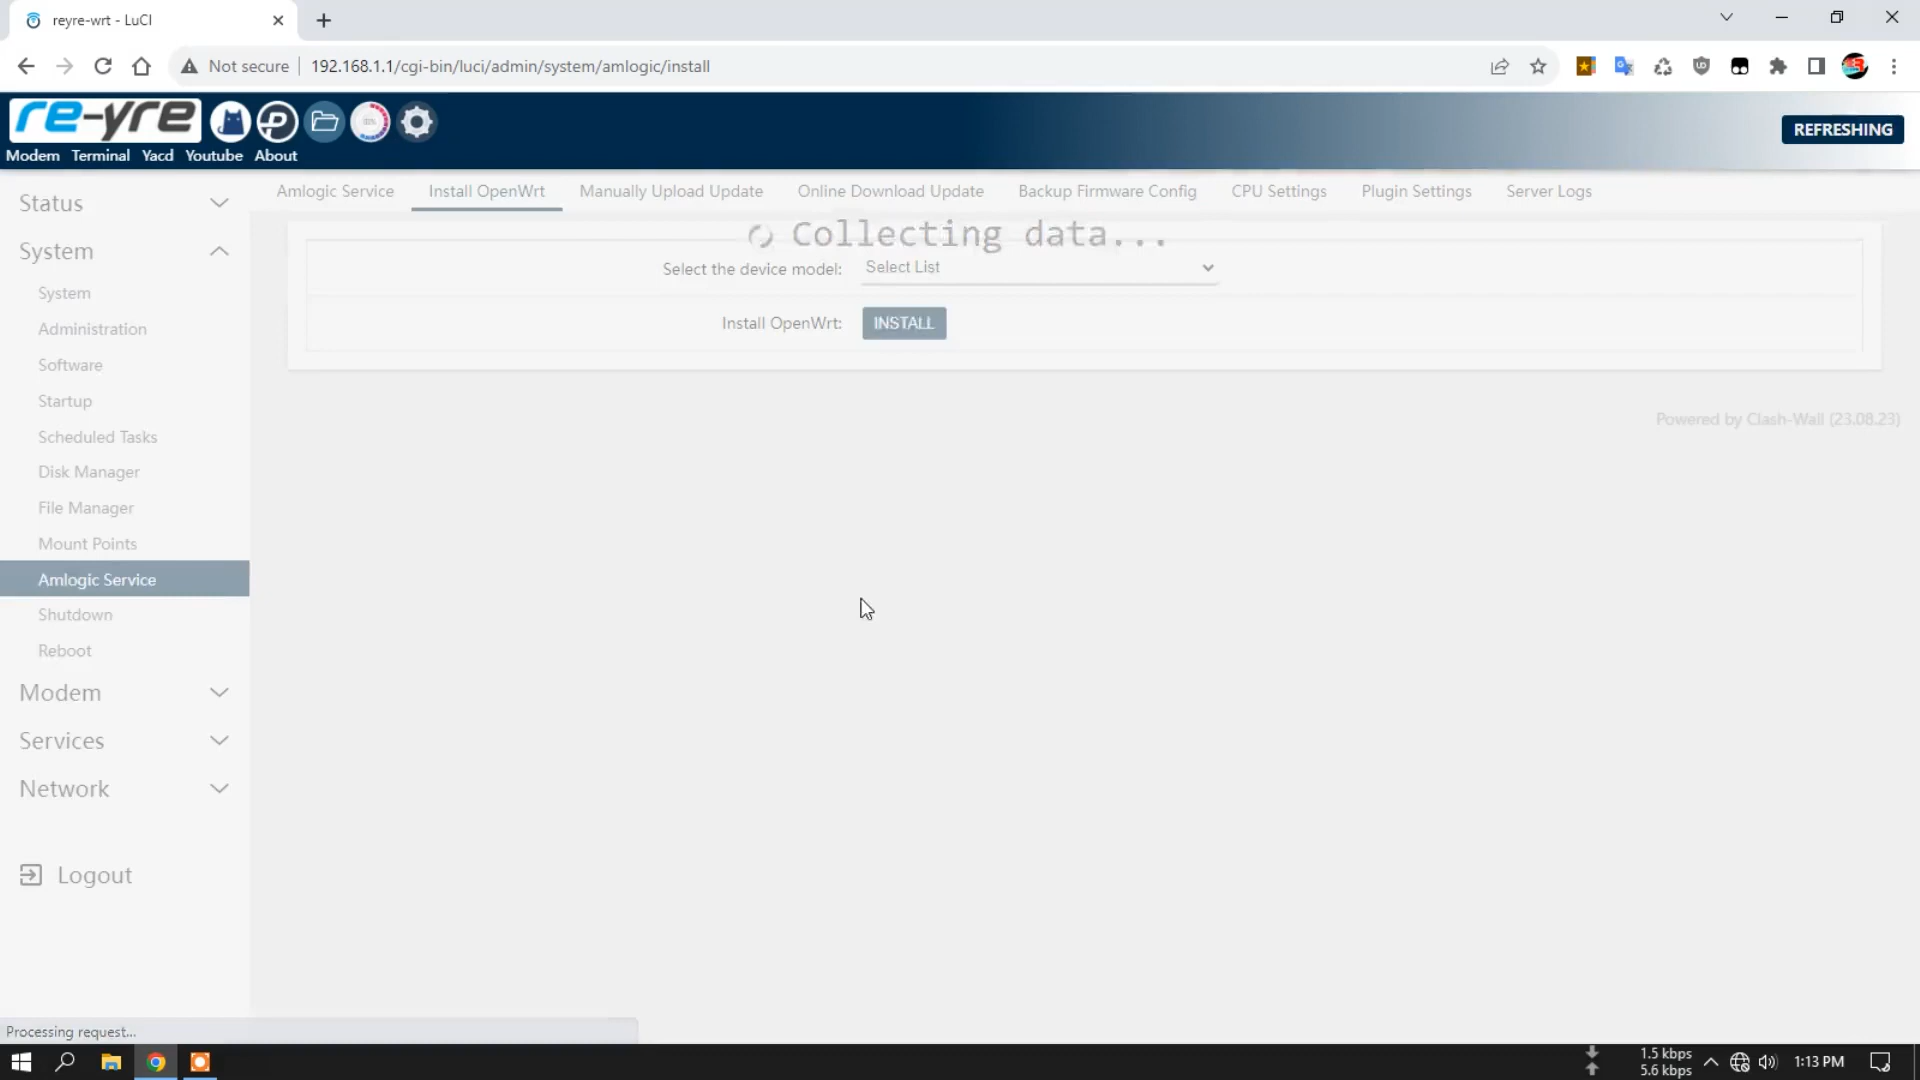 reyre-wrt - LuCI
Not secure
192.168.1.1/cgi-bin/luci/admin/system/amlogic/install
re-yre
REFRESHING
Modem Terminal Yacd Youtube About
Status
Amlogic Service
Install OpenWrt
Manually Upload Update
Online Download Update
Backup Firmware Config
CPU Settings
Plugin Settings
Server Logs
Collecting data...
System
Select the device model:
Select List
System
Install OpenWrt:
INSTALL
Administration
Software
Startup
Powered by Clash-Wall (23.08.23)
Scheduled Tasks
Disk Manager
File Manager
Mount Points
Amlogic Service
Shutdown
Reboot
Modem
Services
Network
Logout
Processing request...
1.5 kbps
5.6 kbps
1:13 PM